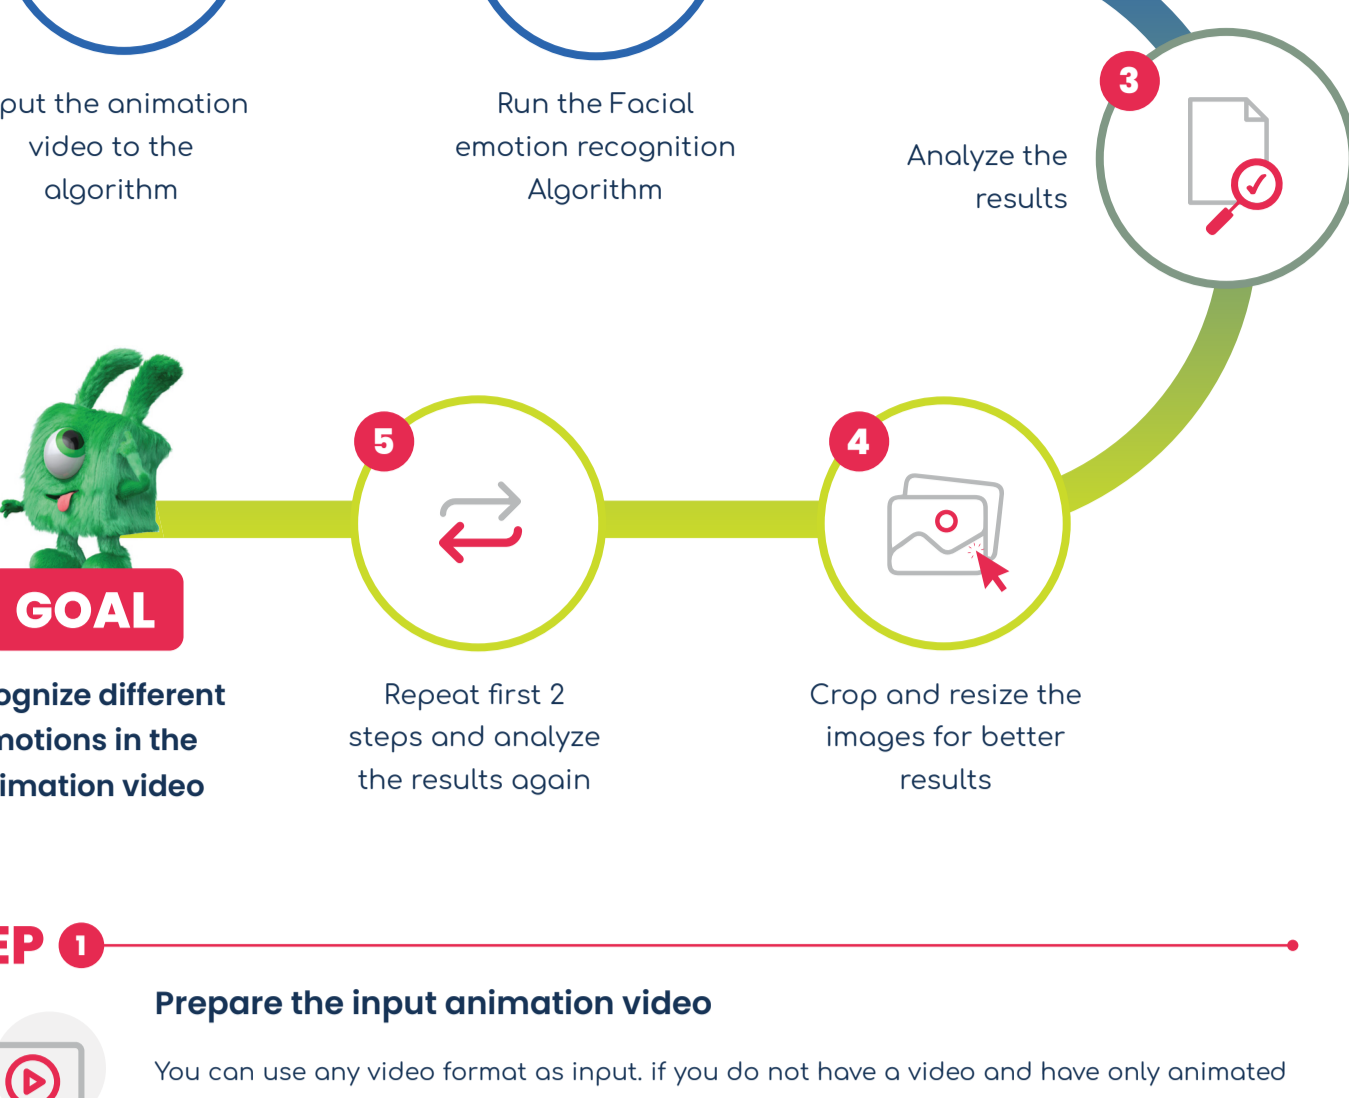 put the animation
video to the
algorithm
Run the Facial
emotion recognition
Algorithm
3
Analyze the
results
5
4
GOAL
ognize different
motions in the
imation video
Repeat first 2
steps and analyze
the results again
Crop and resize the
images for better
results
EP 1
Prepare the input animation video
You can use any video format as input. if you do not have a video and have only animated